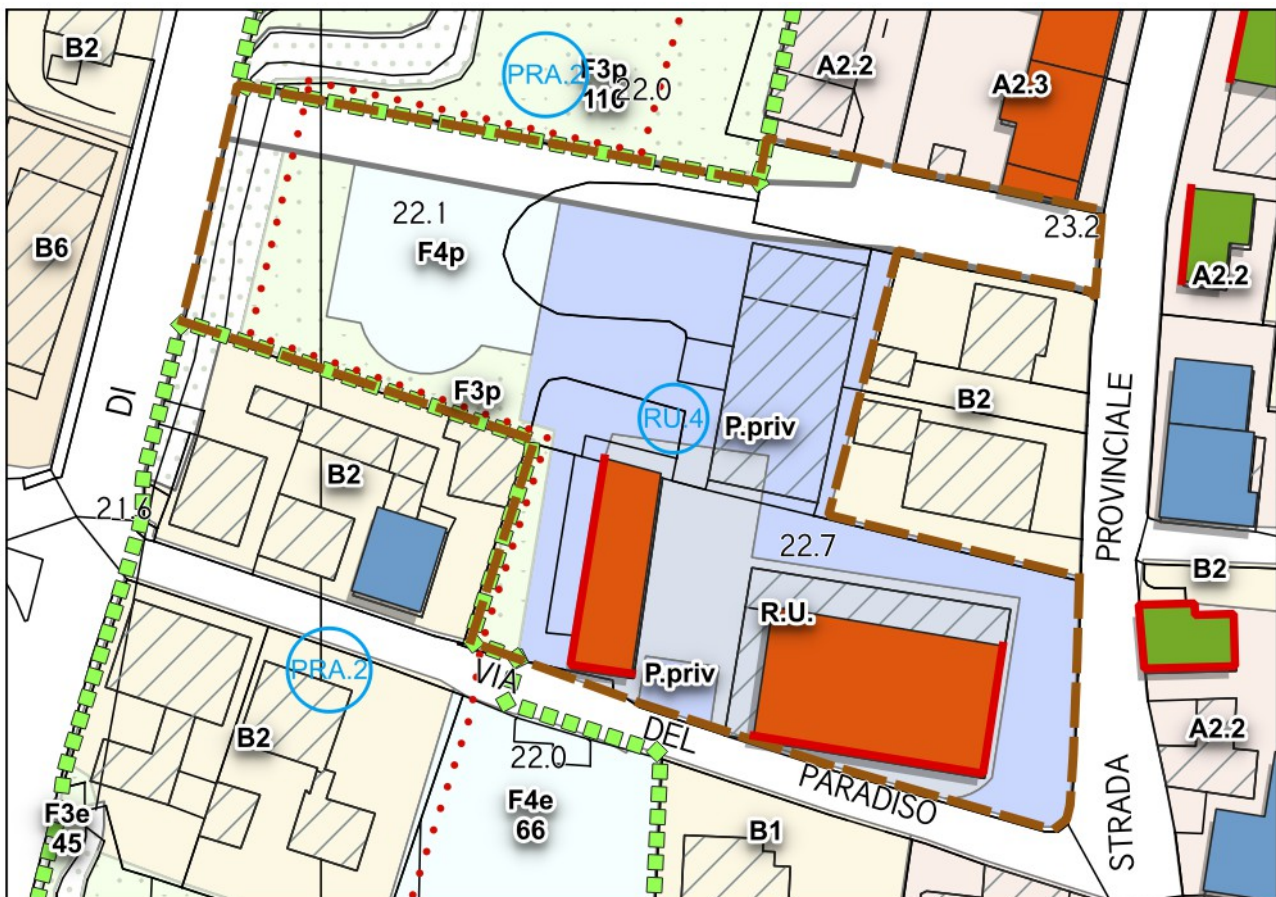 B2
PRA.2
F3p
110
22.0
A2.2
A2.3
B6
22.1
F4p
23.2
A2.2
DI
F3p
RU.4
P.priv
B2
PROVINCIALE
B2
21.6
22.7
B2
R.U.
PRA.2
VIA
P.priv
B2
DEL
22.0
PARADISO
A2.2
F3e
45
F4e
66
B1
STRADA